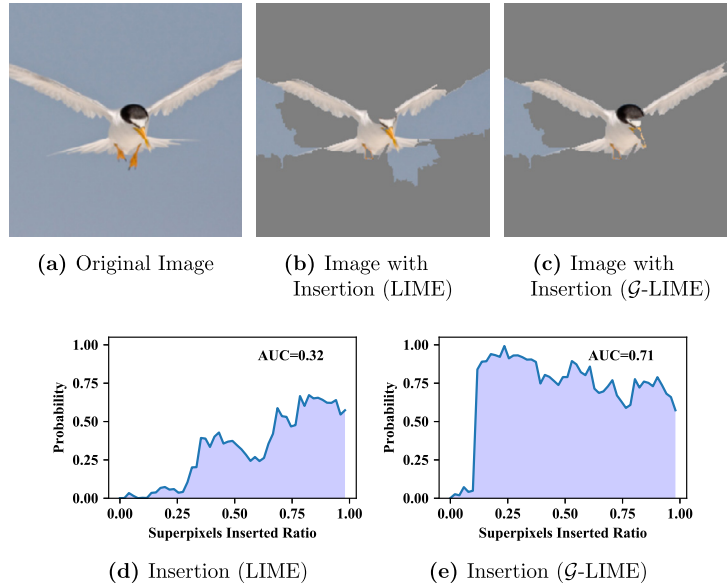 (a) Original Image
(b) Image with
Insertion (LIME)
(c) Image with
Insertion (𝒢-LIME)
1.00
0.75
0.50
0.25
0.00
Probability
AUC=0.32
0.00 0.25 0.50 0.75 1.00
Superpixels Inserted Ratio
(d) Insertion (LIME)
1.00
0.75
0.50
0.25
0.00
Probability
AUC=0.71
0.00 0.25 0.50 0.75 1.00
Superpixels Inserted Ratio
(e) Insertion (𝒢-LIME)